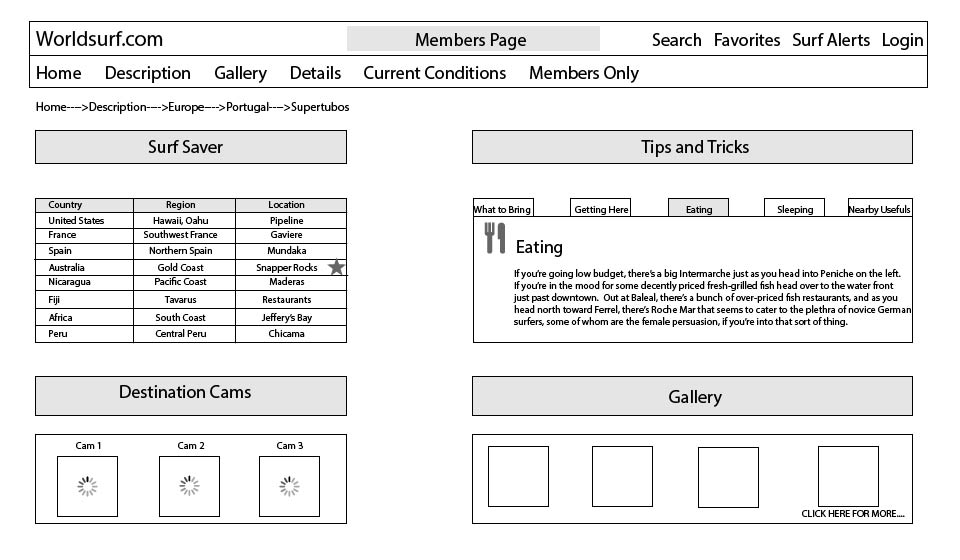 Worldsurf.com Members Page Search Favorites Surf Alerts Login
Home Description Gallery Details Current Conditions Members Only
Home---->Description---->Europe---->Portugal---->Supertubos
Surf Saver
Country Region Location
United States Hawaii, Oahu Pipeline
France Southwest France Gaviere
Spain Northern Spain Mundaka
Australia Gold Coast Snapper Rocks
Nicaragua Pacific Coast Maderas
Fiji Tavarus Restaurants
Africa South Coast Jeffery's Bay
Peru Central Peru Chicama
Tips and Tricks
What to Bring Getting Here Eating Sleeping Nearby Usefuls
Eating
If you're going low budget, there's a big Intermarche just as you head into Peniche on the left.
If you're in the mood for some decently priced fresh-grilled fish head over to the water front
just past downtown. Out at Baleal, there's a bunch of over-priced fish restaurants, and as you
head north toward Ferrel, there's Roche Mar that seems to cater to the plethra of novice German
surfers, some of whom are the female persuasion, if you're into that sort of thing.
Destination Cams
Cam 1 Cam 2 Cam 3
Gallery
CLICK HERE FOR MORE....